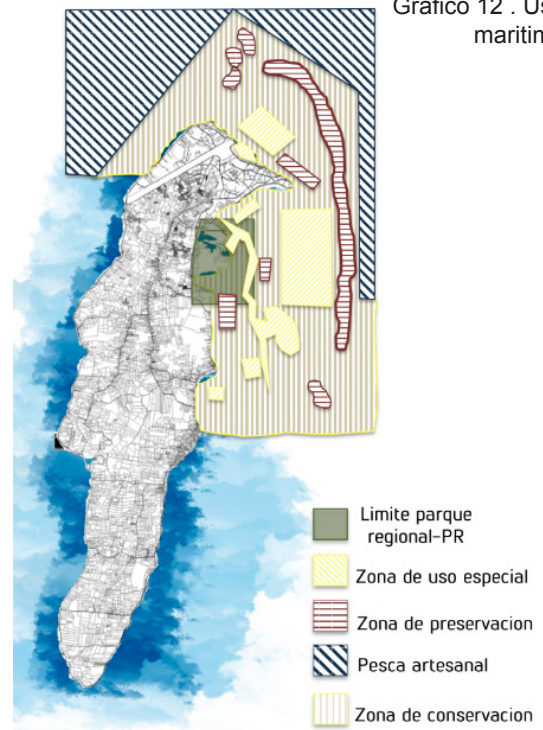 Grafico 12 . Us
maritim
Limite parque
regional-PR
Zona de uso especial
Zona de preservacion
Pesca artesanal
Zona de conservacion